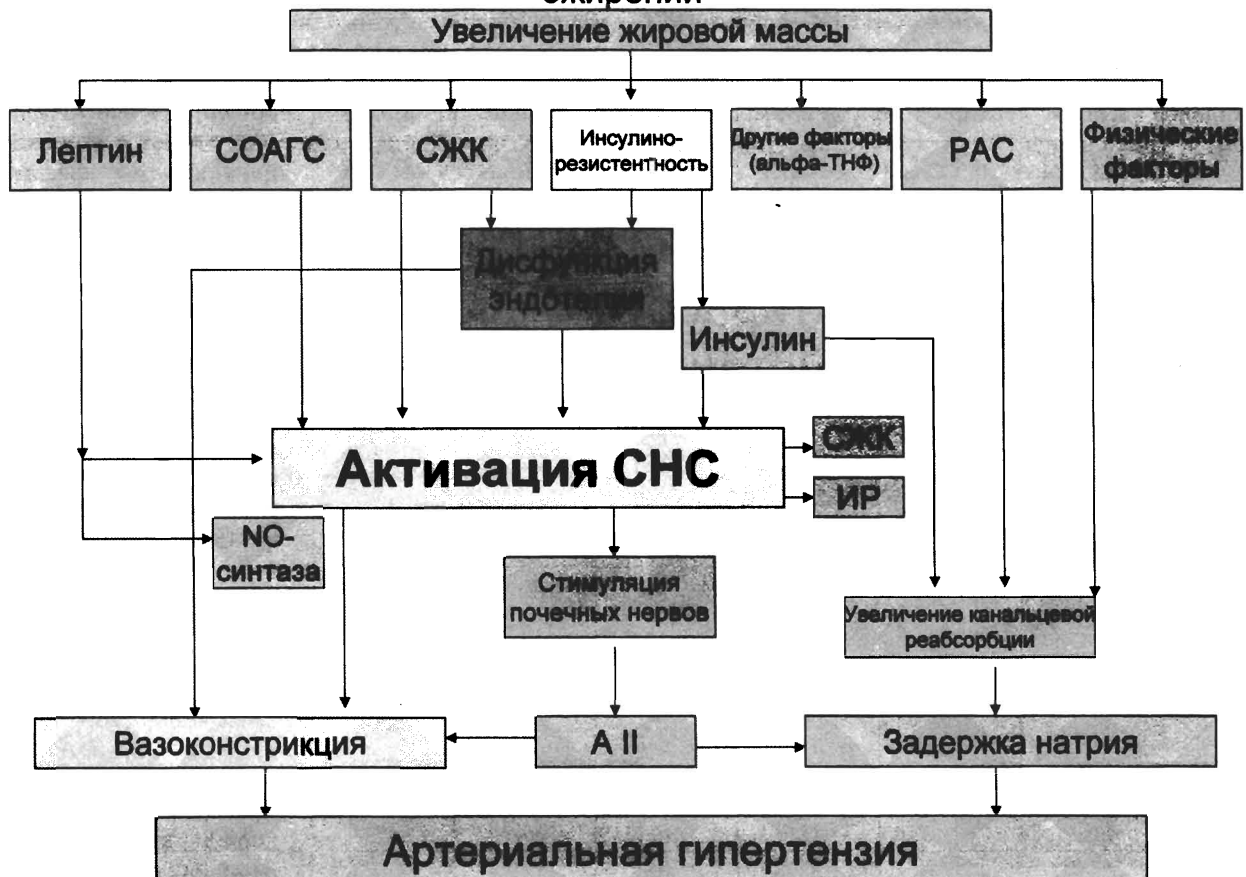 Увеличение жировой массы
Лептин
СОАГС
СЖК
Инсулино-
резистентность
Другие факторы
(альфа-ТНФ)
РАС
Физические
факторы
Дисфункция
эндотелия
Инсулин
Активация СНС
СЖК
ИР
NO-
синтаза
Стимуляция
почечных нервов
Увеличение канальцевой
реабсорбции
Вазоконстрикция
А II
Задержка натрия
Артериальная гипертензия